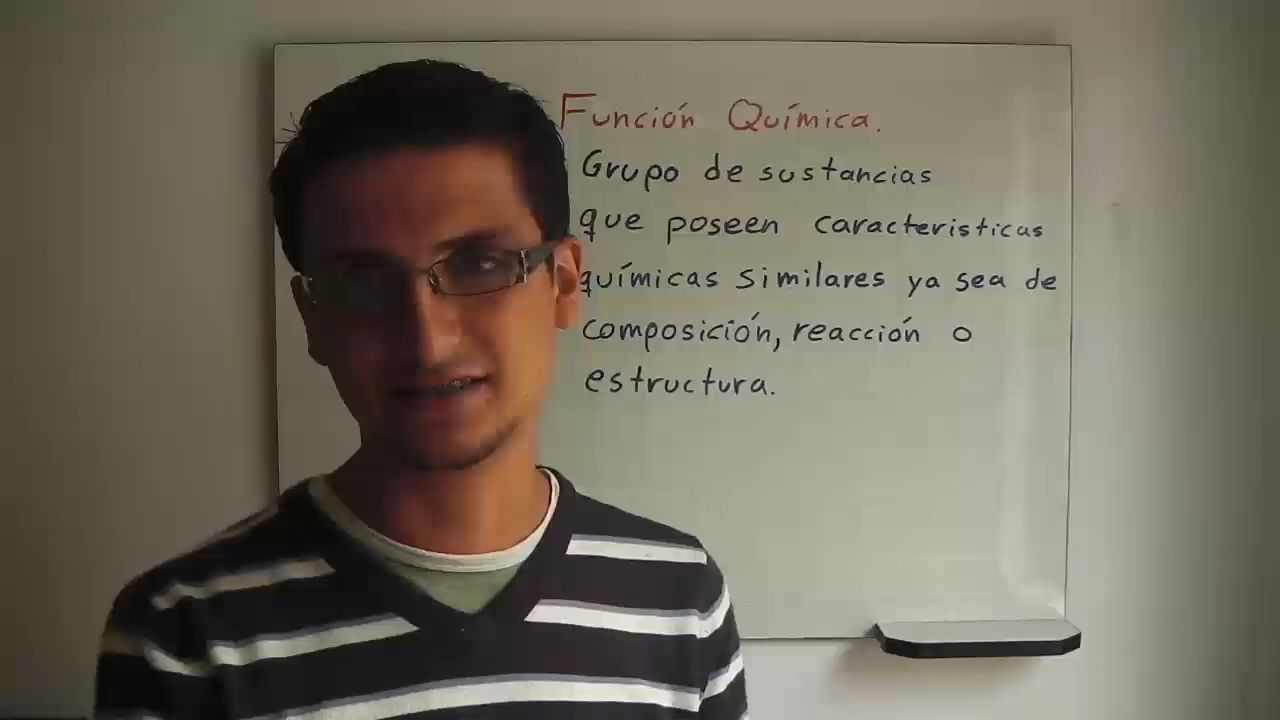 Función Química.
Grupo de sustancias
que poseen caracteristicas
químicas similares ya sea de
composición, reacción o
estructura.